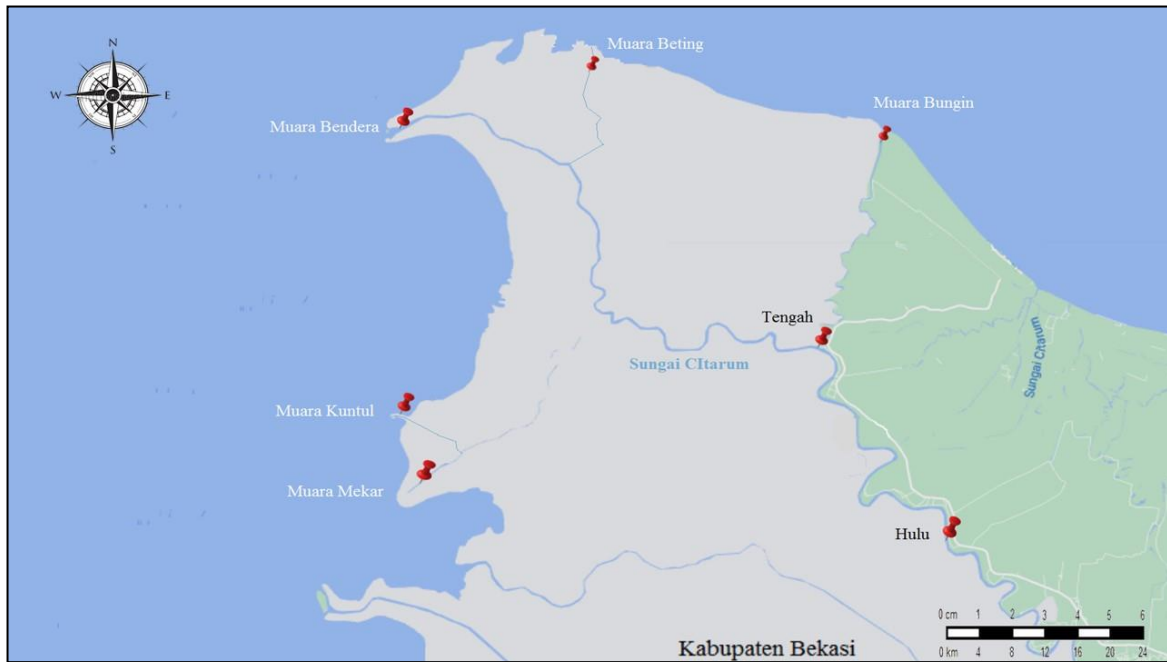 N
W E
S
Muara Beting
Muara Bungin
Muara Bendera
Tengah
Sungai CItarum
Sungai Citarum
Muara Kuntul
Muara Mekar
Hulu
0 cm 1 2 3 4 5 6
0 km 4 8 12 16 20 24
Kabupaten Bekasi